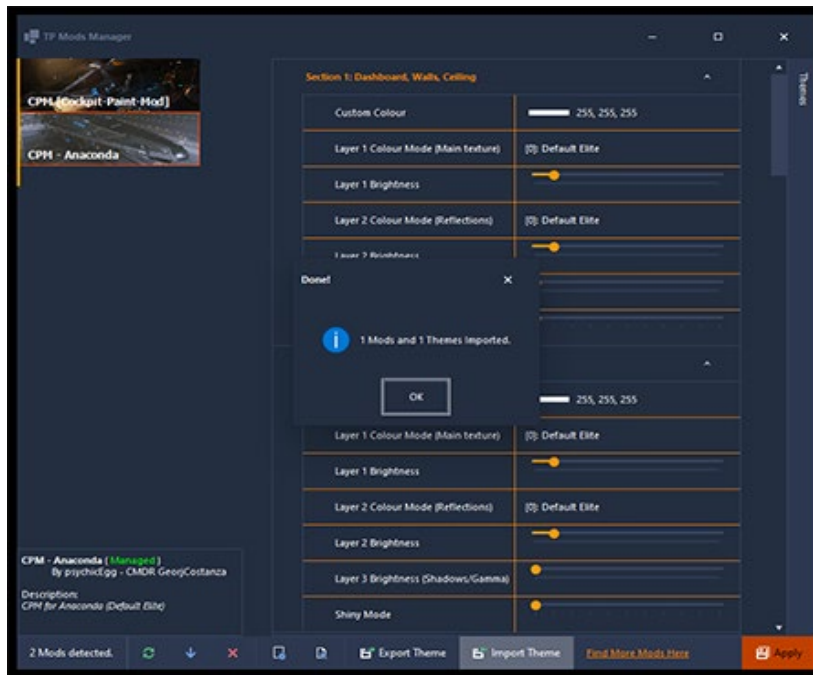 TP Mods Manager
CPM [Cockpit-Paint-Mod]
CPM - Anaconda
Section 1: Dashboard, Walls, Ceiling
Custom Colour 255, 255, 255
Layer 1 Colour Mode (Main texture) [0]: Default Elite
Layer 1 Brightness
Layer 2 Colour Mode (Reflections) [0]: Default Elite
Layer 2 Brightness
Themes
Done!
1 Mods and 1 Themes Imported.
OK
255, 255, 255
Layer 1 Colour Mode (Main texture) [0]: Default Elite
Layer 1 Brightness
Layer 2 Colour Mode (Reflections) [0]: Default Elite
Layer 2 Brightness
Layer 3 Brightness (Shadows/Gamma)
Shiny Mode
CPM - Anaconda ( Managed )
By psychicEgg - CMDR GeorjCostanza
Description:
CPM for Anaconda (Default Elite)
2 Mods detected. Export Theme Import Theme Find More Mods Here Apply